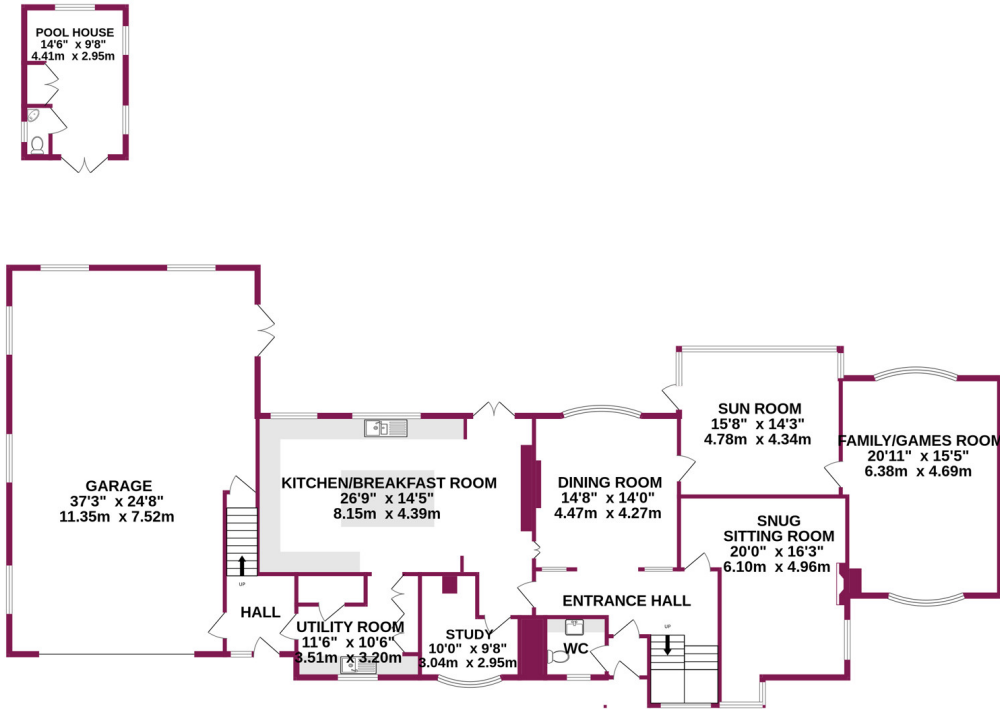 POOL HOUSE
14'6" x 9'8"
4.41m x 2.95m
GARAGE
37'3" x 24'8"
11.35m x 7.52m
UP
HALL
KITCHEN/BREAKFAST ROOM
26'9" x 14'5"
8.15m x 4.39m
UTILITY ROOM
11'6" x 10'6"
3.51m x 3.20m
STUDY
10'0" x 9'8"
3.04m x 2.95m
DINING ROOM
14'8" x 14'0"
4.47m x 4.27m
ENTRANCE HALL
WC
UP
SUN ROOM
15'8" x 14'3"
4.78m x 4.34m
SNUG
SITTING ROOM
20'0" x 16'3"
6.10m x 4.96m
FAMILY/GAMES ROOM
20'11" x 15'5"
6.38m x 4.69m